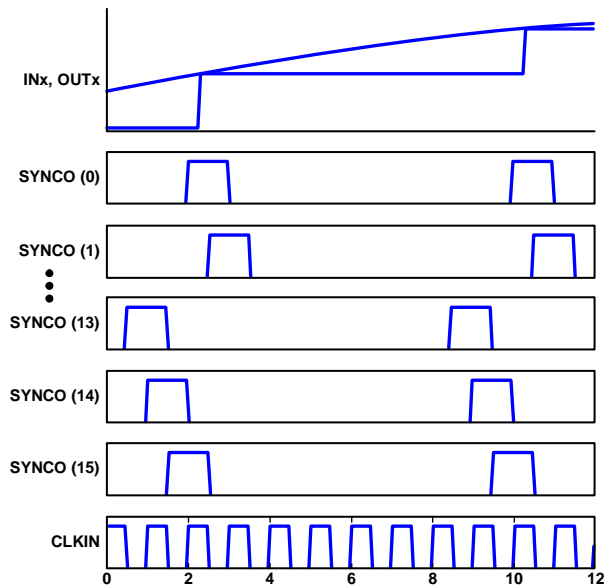 INx, OUTx
SYNCO (0)
SYNCO (1)
SYNCO (13)
SYNCO (14)
SYNCO (15)
CLKIN
0 2 4 6 8 10 12